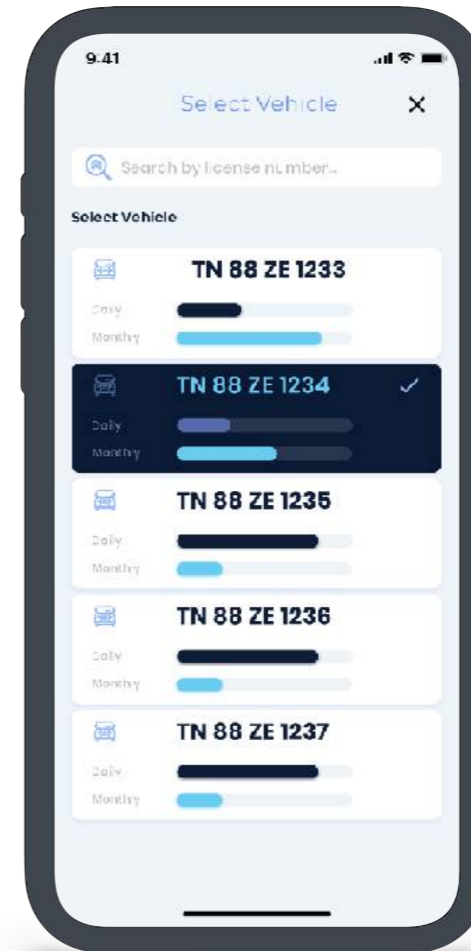 9:41
Select Vehicle
Search by license number...
Select Vehicle
TN 88 ZE 1233
Daily
Monthly
TN 88 ZE 1234
Daily
Monthly
TN 88 ZE 1235
Daily
Monthly
TN 88 ZE 1236
Daily
Monthly
TN 88 ZE 1237
Daily
Monthly